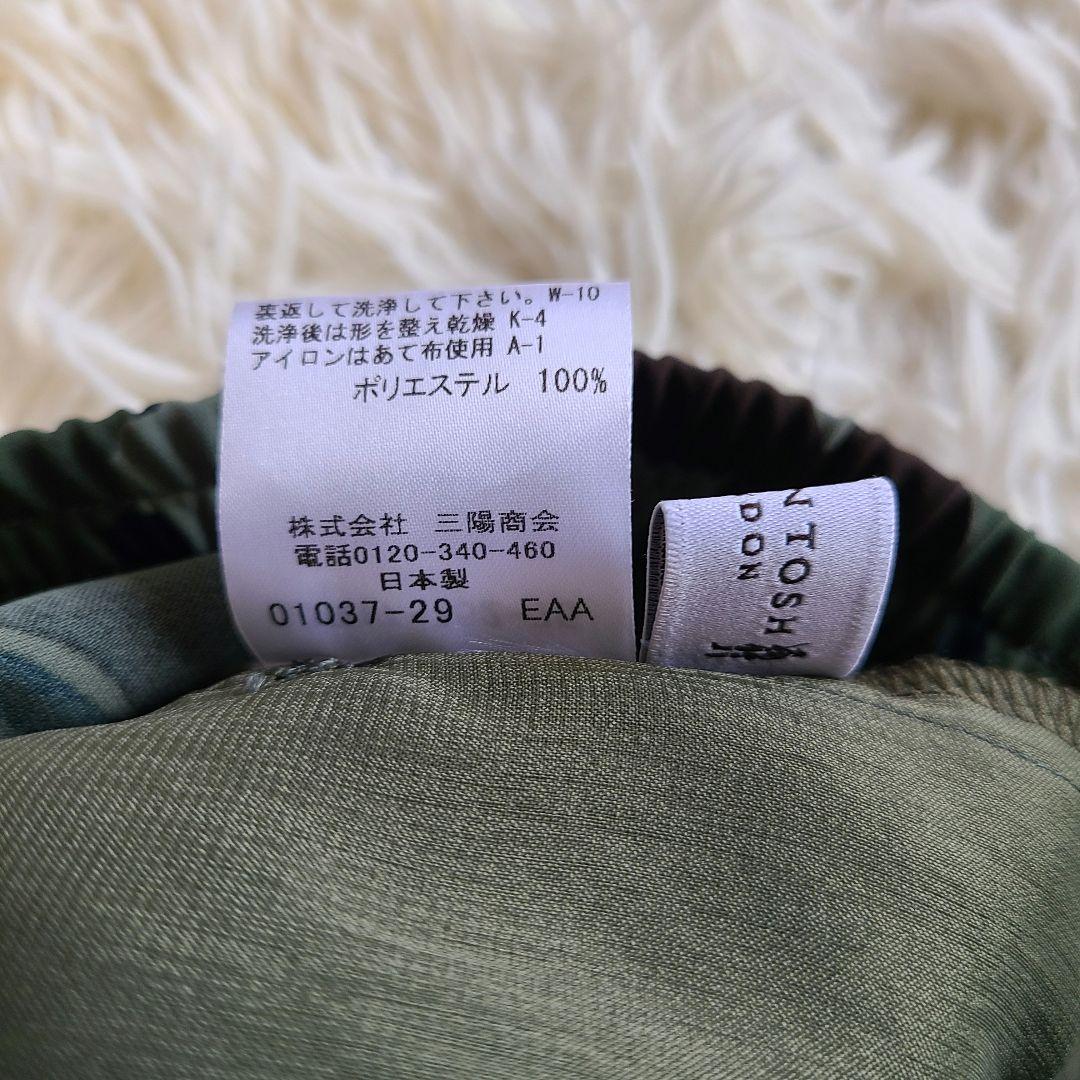 裏返して洗浄して下さい。W-10
洗浄後は形を整え乾燥 K-4
アイロンはあて布使用 A-1
ポリエステル 100%
株式会社 三陽商会
電話0120-340-460
日本製
01037-29 EAA
NTOSH
DON